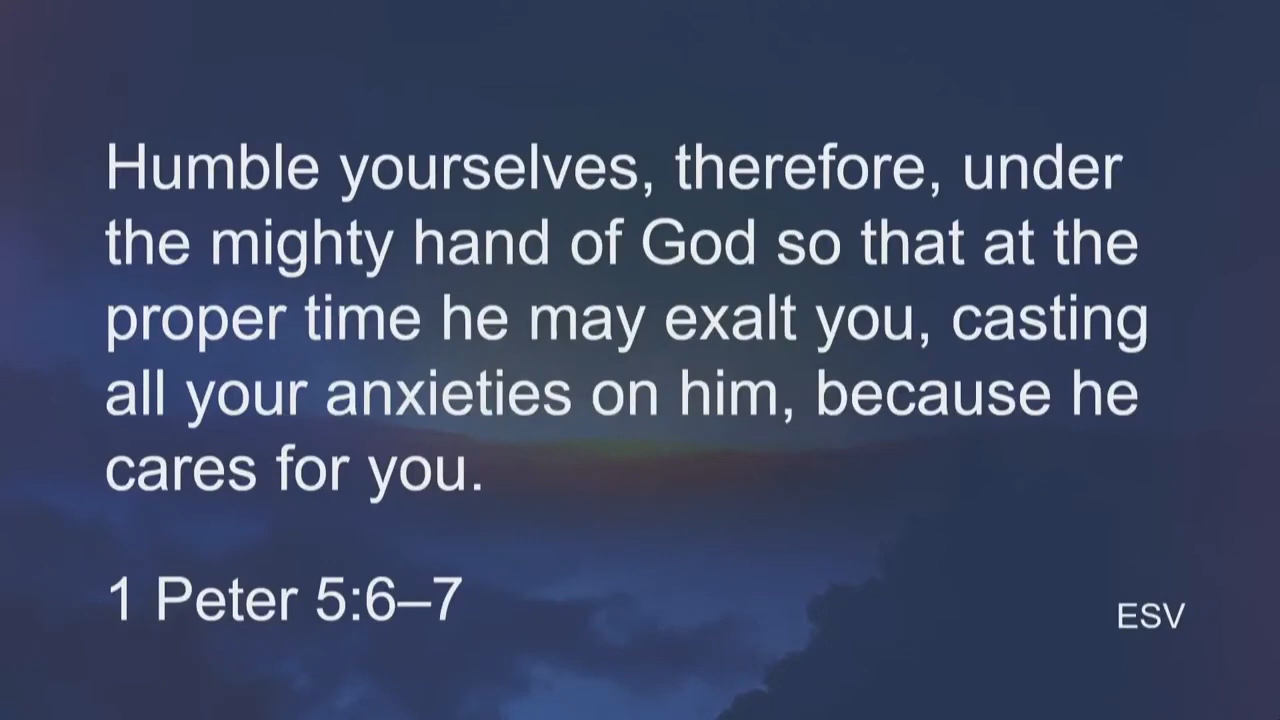 Humble yourselves, therefore, under
the mighty hand of God so that at the
proper time he may exalt you, casting
all your anxieties on him, because he
cares for you.
1 Peter 5:6–7
ESV